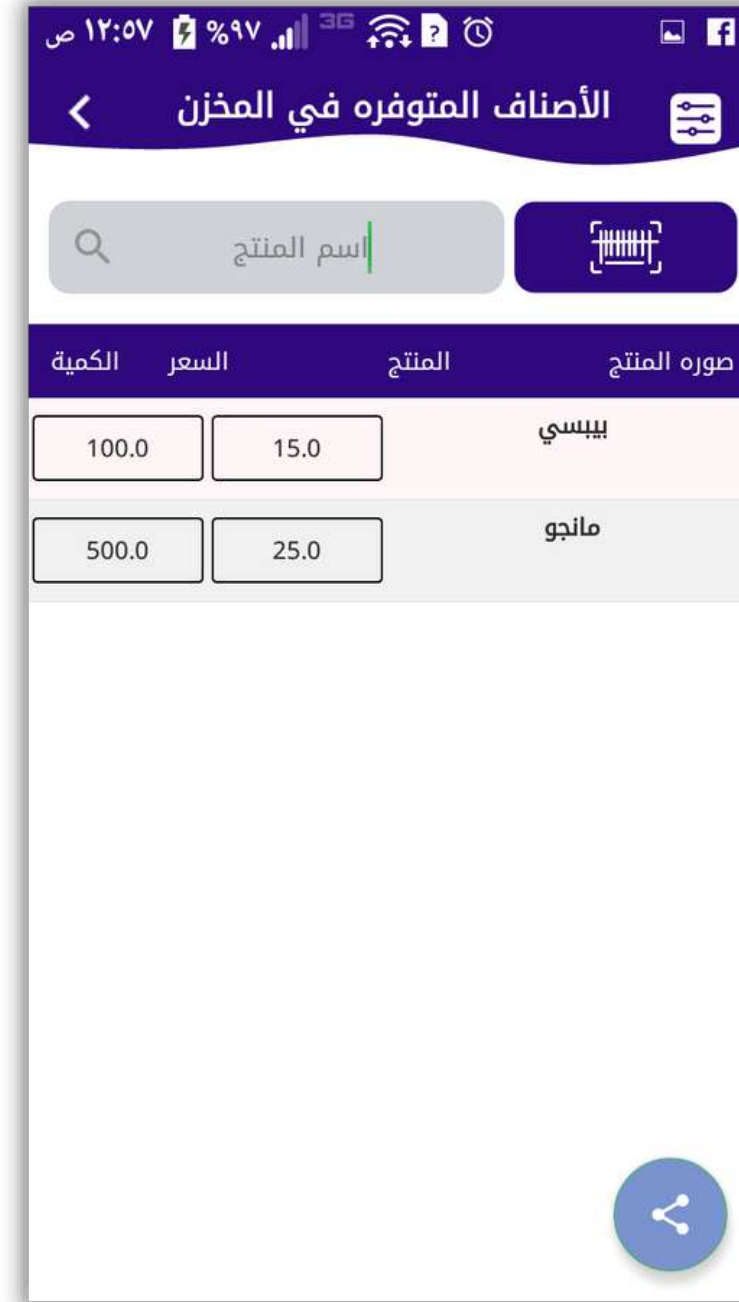 ١٢:٥٧ ص %٩٧ 3G
الأصناف المتوفره في المخزن
اسم المنتج
صوره المنتج المنتج السعر الكمية
بيبسي 15.0 100.0
مانجو 25.0 500.0